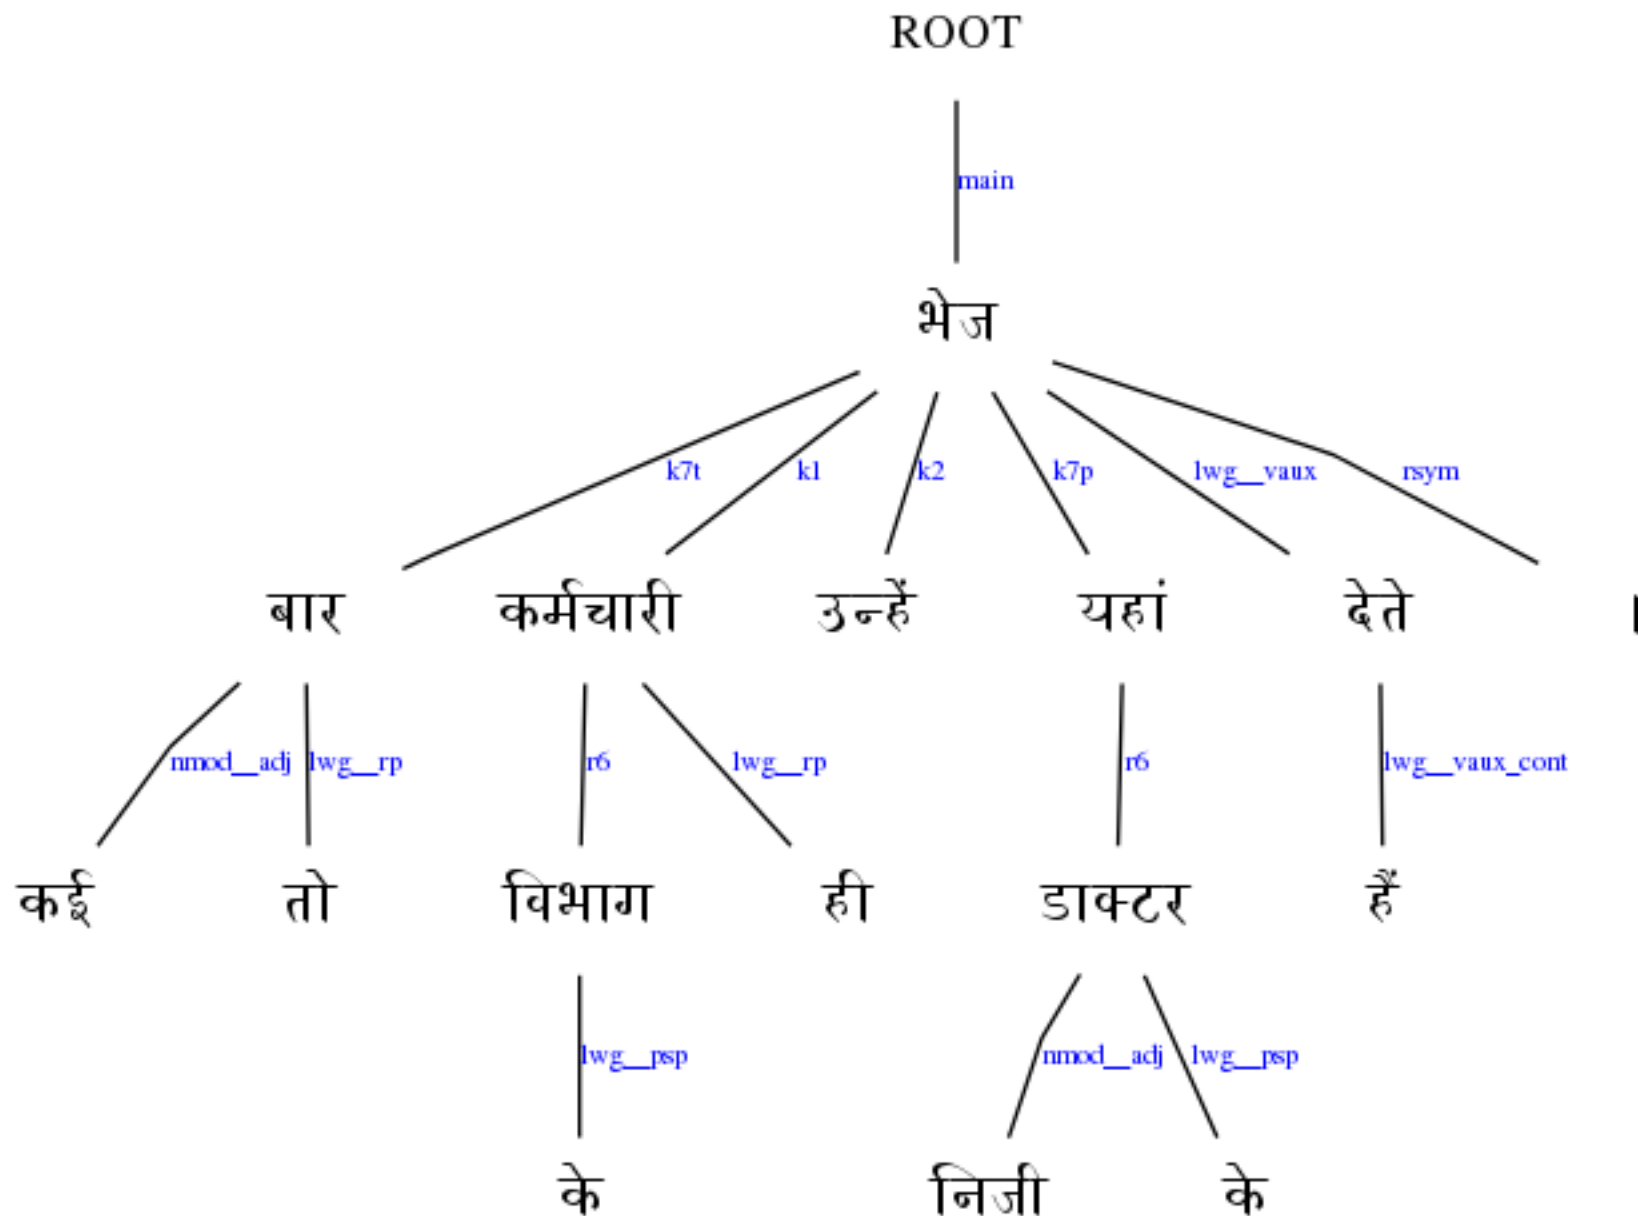 ROOT
main
भेज
k7t k1 k2 k7p lwg__vaux rsym
बार कर्मचारी उन्हें यहां देते ।
nmod__adj lwg__rp r6 lwg__rp r6 lwg__vaux_cont
कई तो विभाग ही डाक्टर हैं
lwg__psp nmod__adj lwg__psp
के निजी के